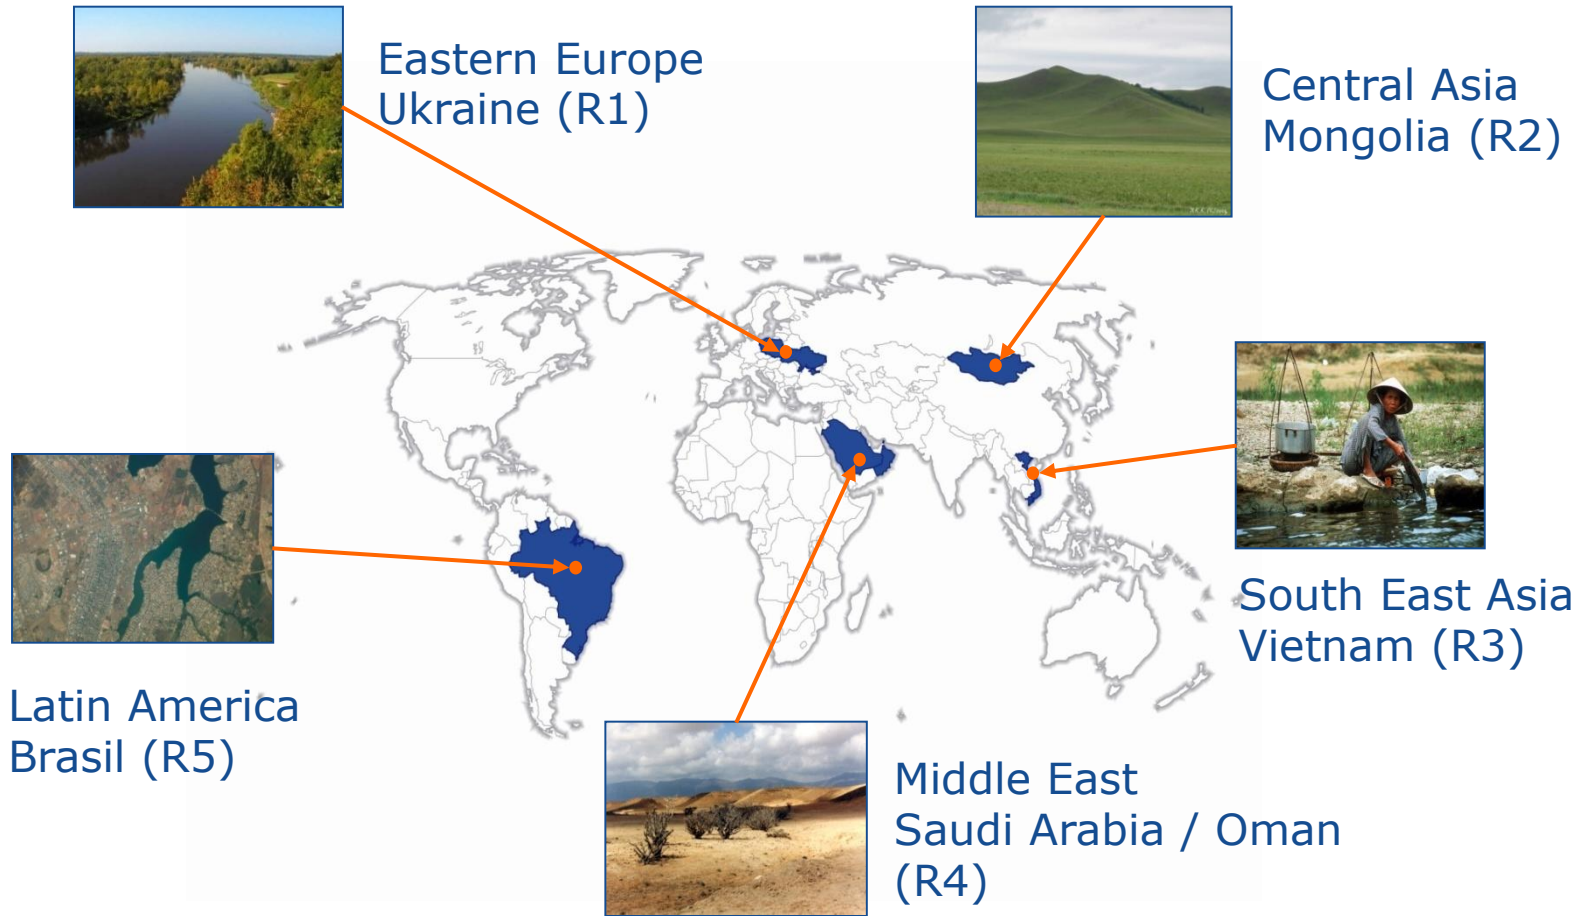 Eastern Europe
Ukraine (R1)
Central Asia
Mongolia (R2)
South East Asia
Vietnam (R3)
Latin America
Brasil (R5)
Middle East
Saudi Arabia / Oman
(R4)